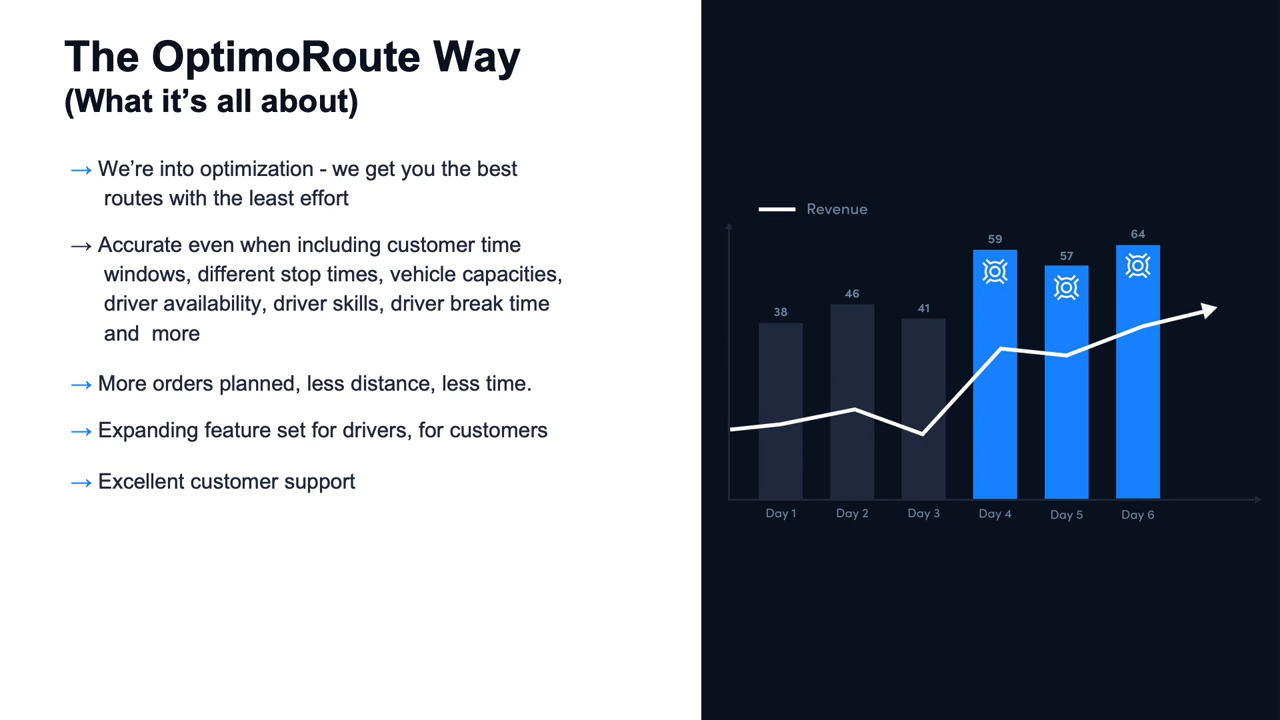 The OptimoRoute Way
(What it’s all about)
→ We’re into optimization - we get you the best
routes with the least effort
→ Accurate even when including customer time
windows, different stop times, vehicle capacities,
driver availability, driver skills, driver break time
and  more
→ More orders planned, less distance, less time.
→ Expanding feature set for drivers, for customers
→ Excellent customer support
Revenue
38
46
41
59
57
64
Day 1
Day 2
Day 3
Day 4
Day 5
Day 6